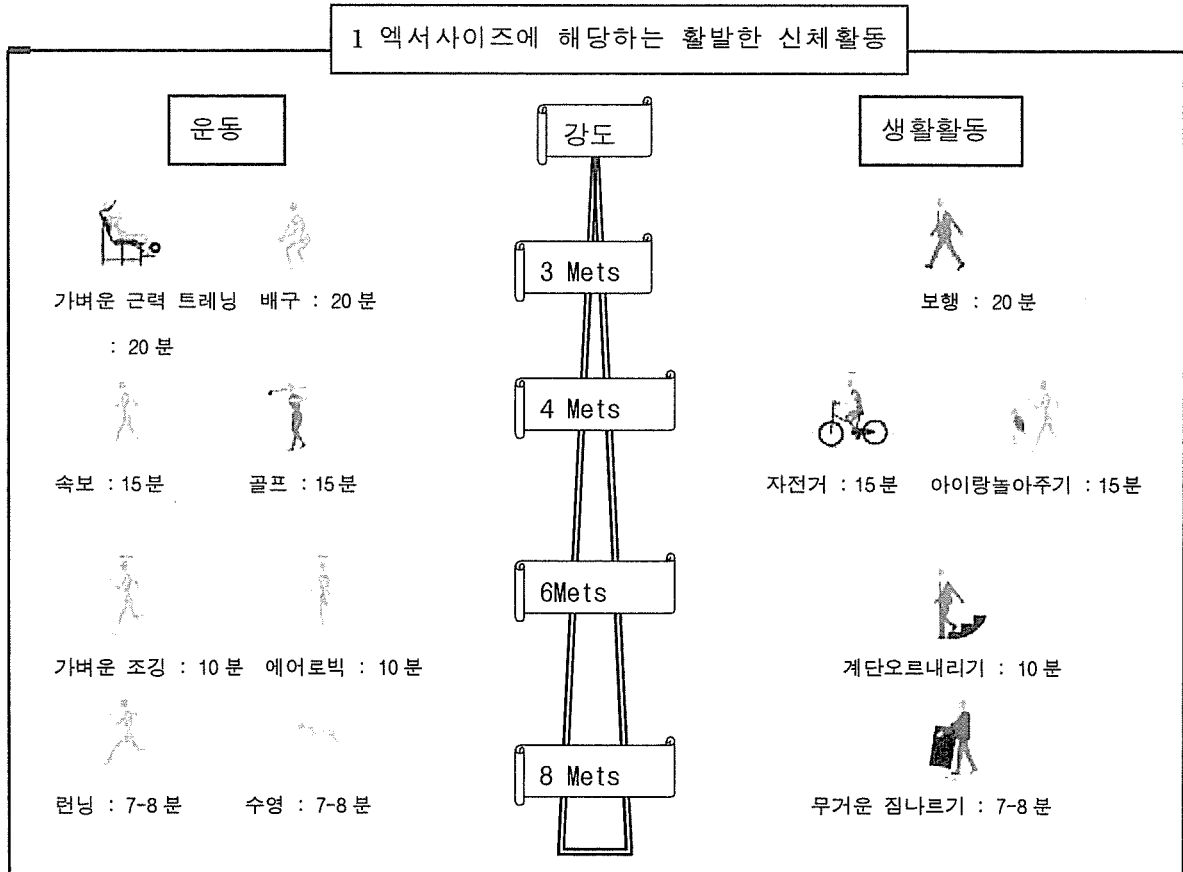 1 엑서사이즈에 해당하는 활발한 신체활동
운동
강도
생활활동
3 Mets
가벼운 근력 트레닝 배구 : 20 분
: 20 분
보행 : 20 분
4 Mets
속보 : 15 분 골프 : 15 분
자전거 : 15 분 아이랑놀아주기 : 15 분
6Mets
가벼운 조깅 : 10 분 에어로빅 : 10 분
계단오르내리기 : 10 분
8 Mets
런닝 : 7-8 분 수영 : 7-8 분
무거운 짐나르기 : 7-8 분